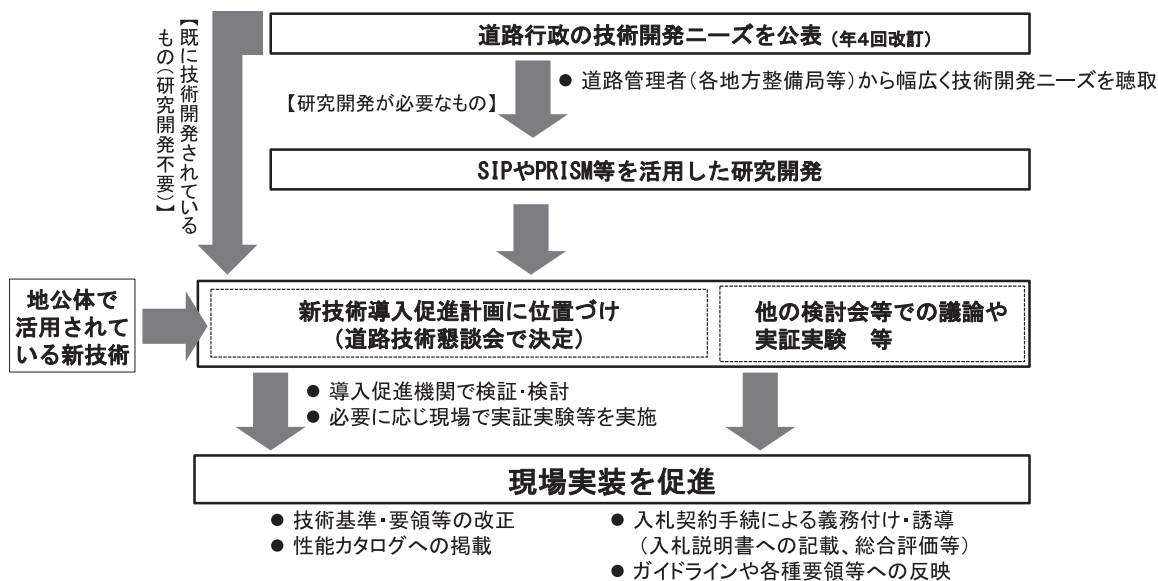 道路行政の技術開発ニーズを公表（年4回改訂）
● 道路管理者（各地方整備局等）から幅広く技術開発ニーズを聴取
【研究開発が必要なもの】
【既に技術開発されている
もの（研究開発不要）】
SIPやPRISM等を活用した研究開発
地公体で
活用されて
いる新技術
新技術導入促進計画に位置づけ
（道路技術懇談会で決定）
他の検討会等での議論や
実証実験　等
● 導入促進機関で検証・検討
● 必要に応じ現場で実証実験等を実施
現場実装を促進
● 技術基準・要領等の改正
● 性能カタログへの掲載
● 入札契約手続による義務付け・誘導
（入札説明書への記載、総合評価等）
● ガイドラインや各種要領等への反映